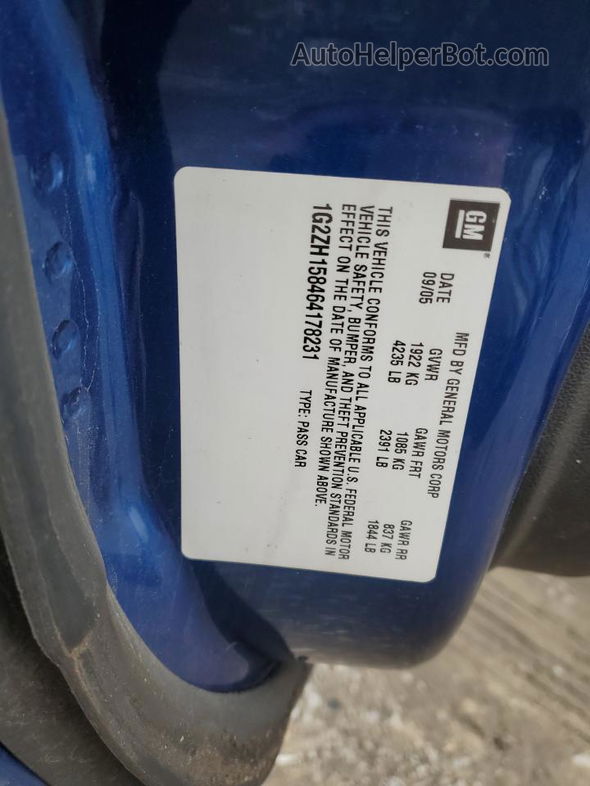 AutoHelperBot.com
GM®
MFD BY GENERAL MOTORS CORP
DATE GVWR GAWR FRT GAWR RR
09/05 1922 KG 1085 KG 837 KG
4235 LB 2391 LB 1844 LB
THIS VEHICLE CONFORMS TO ALL APPLICABLE U.S. FEDERAL MOTOR
VEHICLE SAFETY, BUMPER, AND THEFT PREVENTION STANDARDS IN
EFFECT ON THE DATE OF MANUFACTURE SHOWN ABOVE.
1G2ZH158464178231 TYPE: PASS CAR